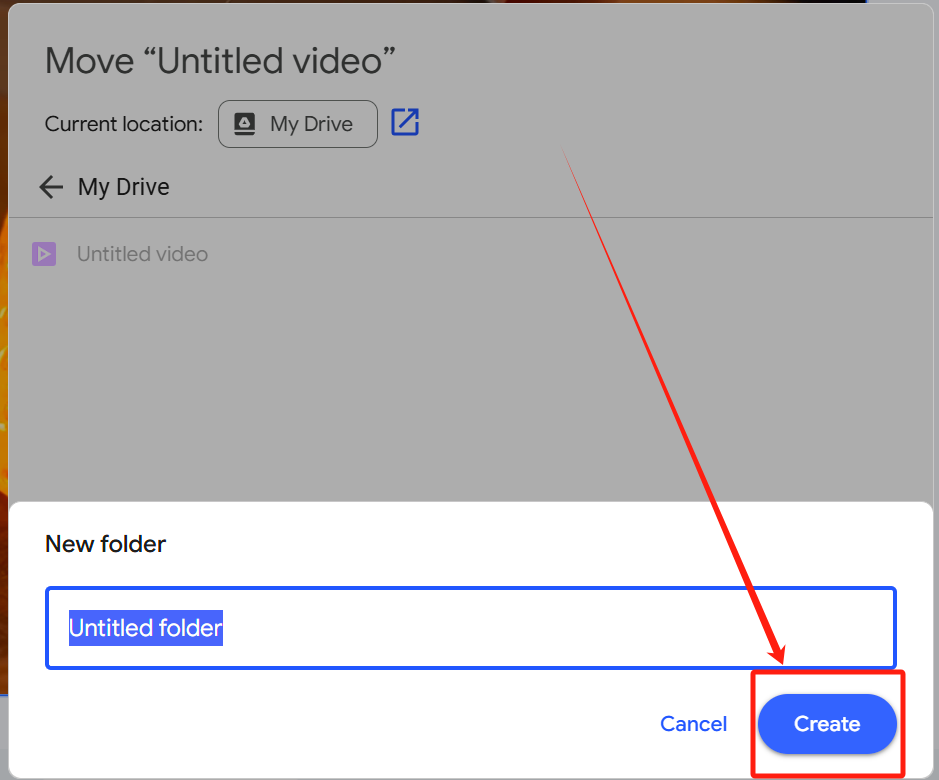 Move “Untitled video”
Current location: My Drive
My Drive
Untitled video
New folder
Untitled folder
Cancel Create